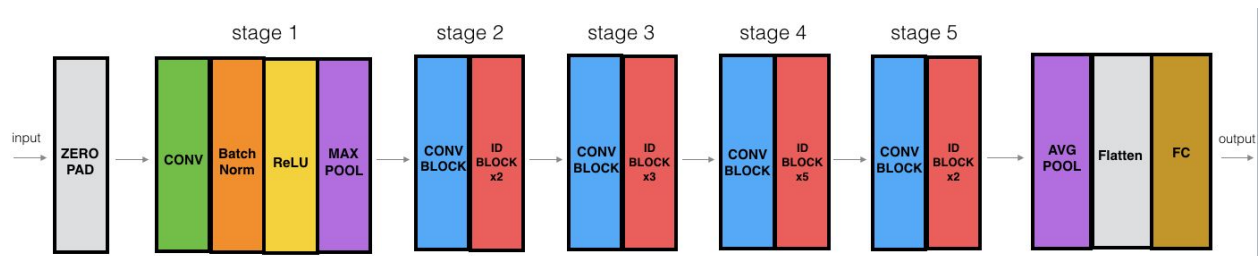 stage 1
stage 2
stage 3
stage 4
stage 5
input
ZERO
PAD
CONV
Batch
Norm
ReLU
MAX
POOL
CONV
BLOCK
ID
BLOCK
x2
CONV
BLOCK
ID
BLOCK
x3
CONV
BLOCK
ID
BLOCK
x5
CONV
BLOCK
ID
BLOCK
x2
AVG
POOL
Flatten
FC
output